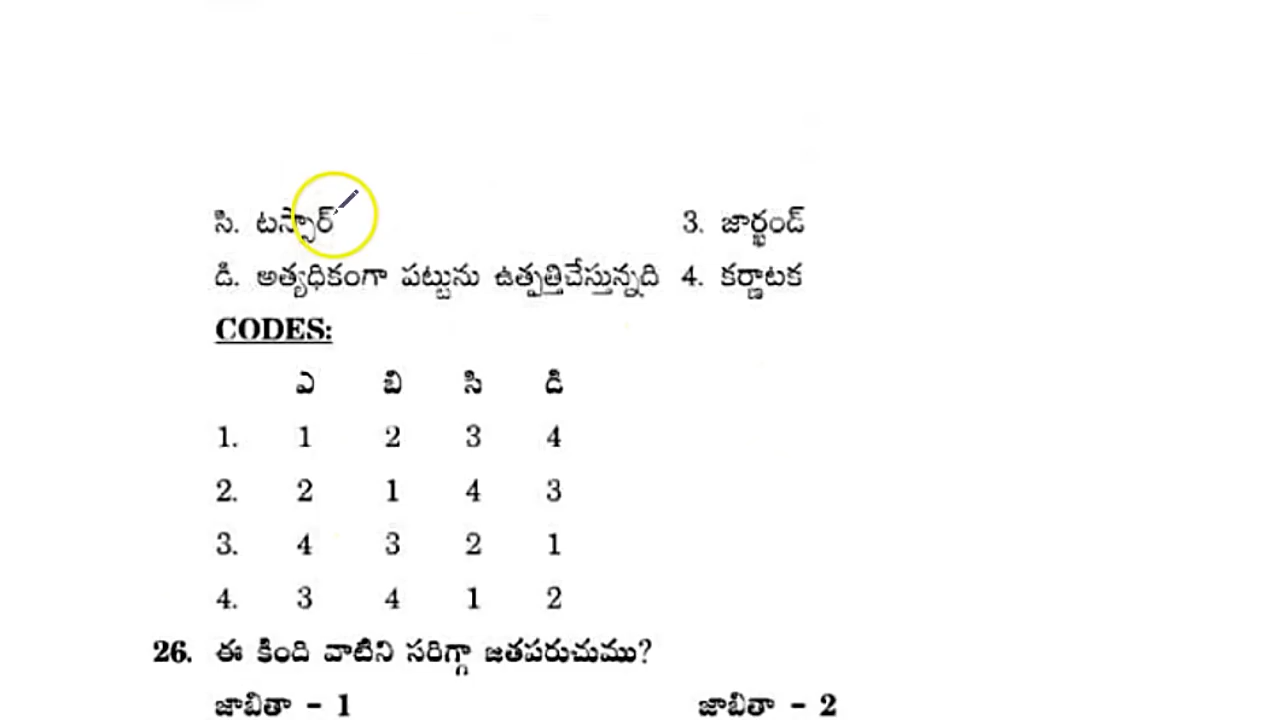 సి. టస్సార్ 3. జార్ఖండ్
డి. అత్యధికంగా పట్టును ఉత్పత్తిచేస్తున్నది 4. కర్ణాటక
CODES:
ఎ బి సి డి
1. 1 2 3 4
2. 2 1 4 3
3. 4 3 2 1
4. 3 4 1 2
26. ఈ కింది వాటిని సరిగ్గా జతపరుచుము?
జాబితా - 1 జాబితా - 2